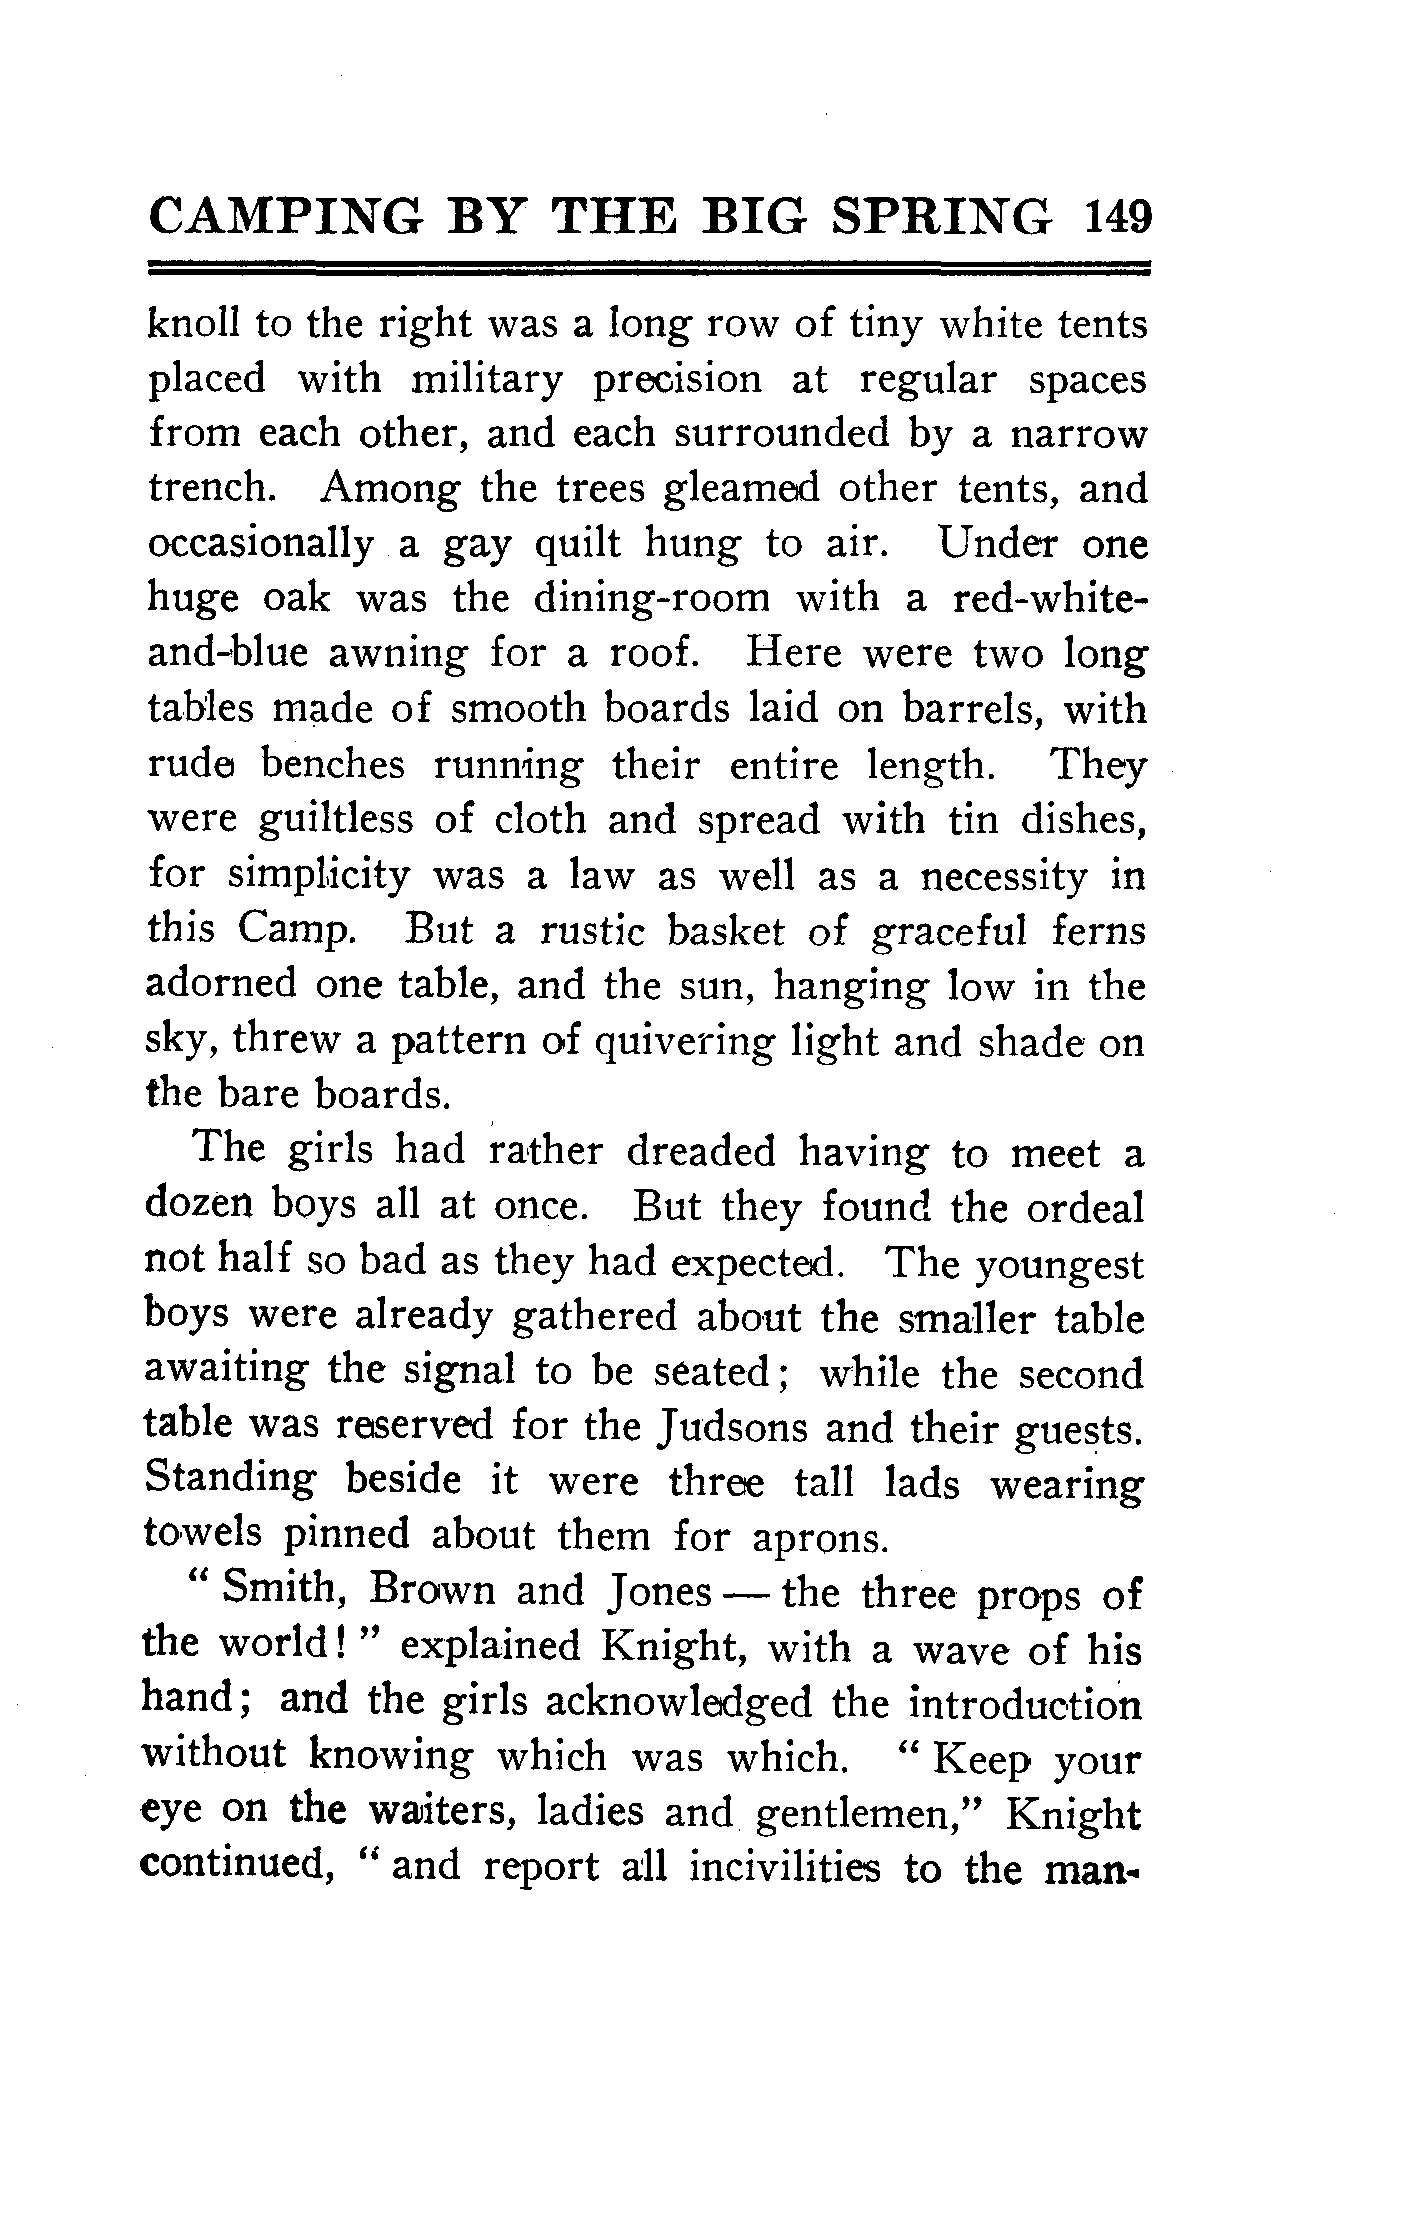 CAMPING BY THE BIG SPRING 149
knoll to the right was a long row of tiny white tents
placed with military precision at regular spaces
from each other, and each surrounded by a narrow
trench. Among the trees gleamed other tents, and
occasionally a gay quilt hung to air. Under one
huge oak was the dining-room with a red-white-
and-blue awning for a roof. Here were two long
tables made of smooth boards laid on barrels, with
rude benches running their entire length. They
were guiltless of cloth and spread with tin dishes,
for simplicity was a law as well as a necessity in
this Camp. But a rustic basket of graceful ferns
adorned one table, and the sun, hanging low in the
sky, threw a pattern of quivering light and shade on
the bare boards.
The girls had rather dreaded having to meet a
dozen boys all at once. But they found the ordeal
not half so bad as they had expected. The youngest
boys were already gathered about the smaller table
awaiting the signal to be seated; while the second
table was reserved for the Judsons and their guests.
Standing beside it were three tall lads wearing
towels pinned about them for aprons.
" Smith, Brown and Jones — the three props of
the world! " explained Knight, with a wave of his
hand; and the girls acknowledged the introduction
without knowing which was which. " Keep your
eye on the waiters, ladies and gentlemen," Knight
continued, " and report all incivilities to the man-